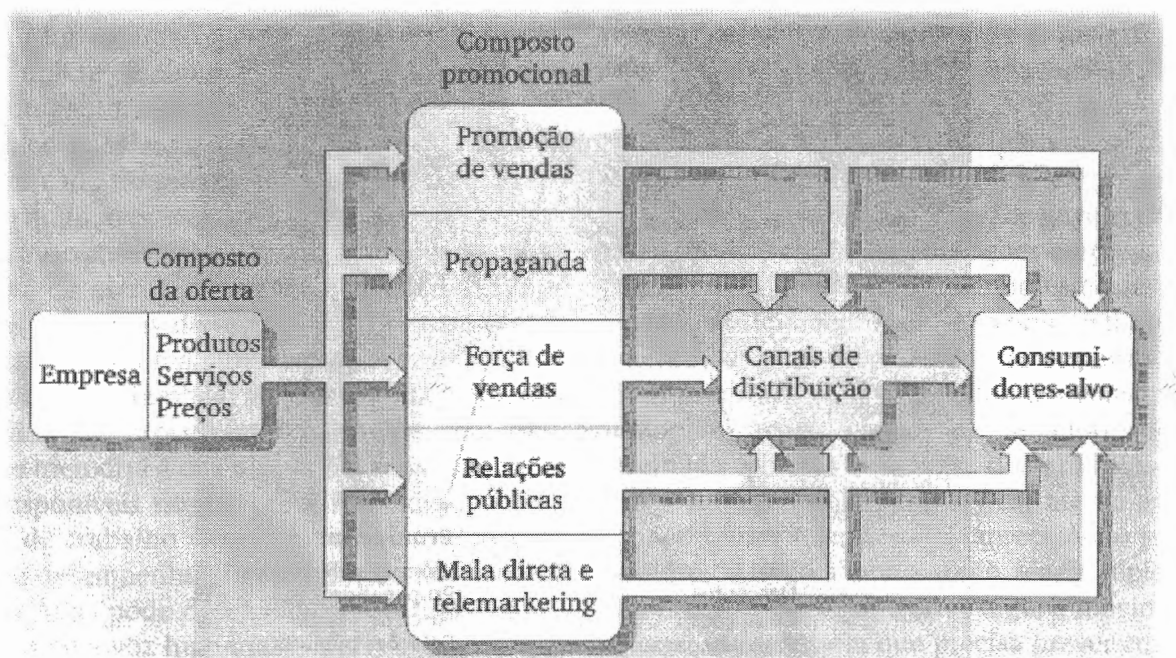 Composto
promocional
Promoção
de vendas
Propaganda
Composto
da oferta
Empresa
Produtos
Serviços
Preços
Força de
vendas
Canais de
distribuição
Consumi-
dores-alvo
Relações
públicas
Mala direta e
telemarketing